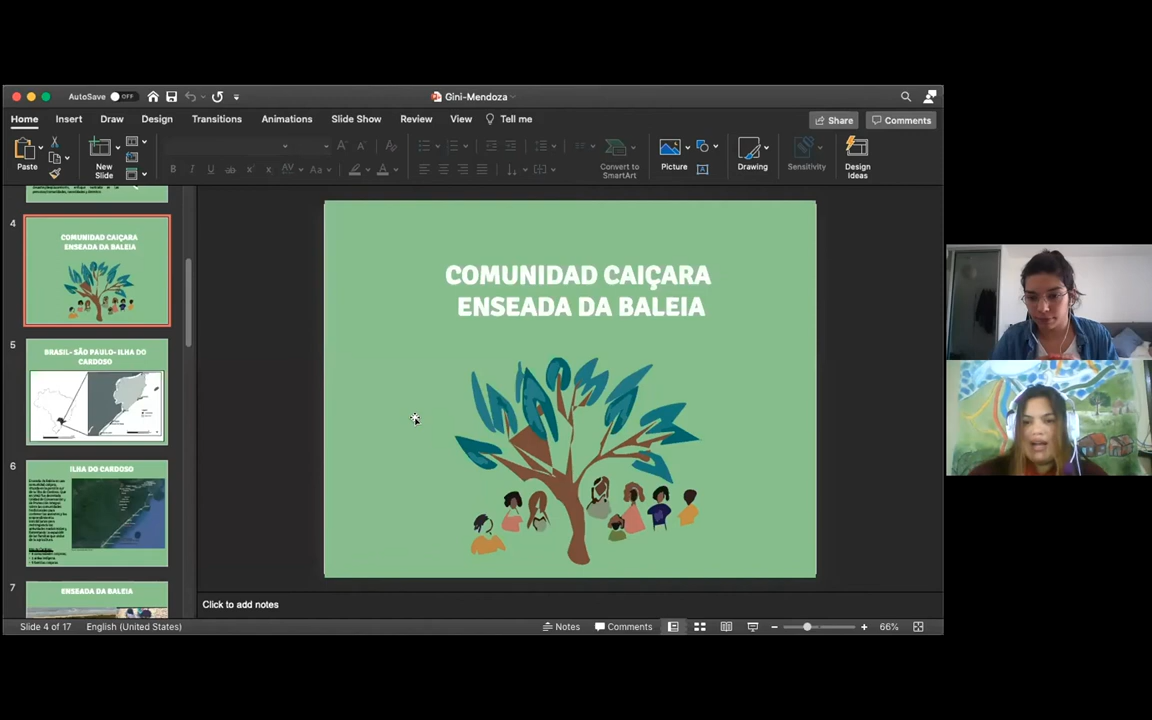 AutoSave OFF
Gini-Mendoza
Home Insert Draw Design Transitions Animations Slide Show Review View Tell me
Share Comments
Paste
New
Slide
Convert to
SmartArt
Picture
Drawing
Sensitivity
Design
Ideas
4
COMUNIDAD CAIÇARA
ENSEADA DA BALEIA
5
BRASIL- SÃO PAULO- ILHA DO
CARDOSO
6
ILHA DO CARDOSO
7
ENSEADA DA BALEIA
COMUNIDAD CAIÇARA
ENSEADA DA BALEIA
Click to add notes
Slide 4 of 17 English (United States)
Notes Comments 66%